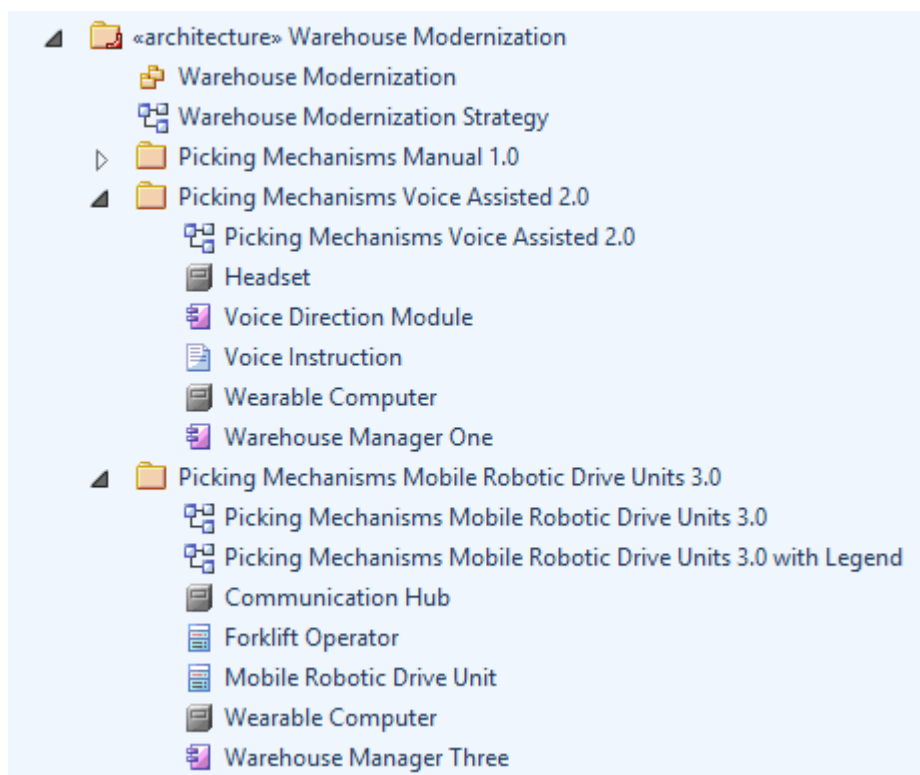 «architecture» Warehouse Modernization
Warehouse Modernization
Warehouse Modernization Strategy
Picking Mechanisms Manual 1.0
Picking Mechanisms Voice Assisted 2.0
Picking Mechanisms Voice Assisted 2.0
Headset
Voice Direction Module
Voice Instruction
Wearable Computer
Warehouse Manager One
Picking Mechanisms Mobile Robotic Drive Units 3.0
Picking Mechanisms Mobile Robotic Drive Units 3.0
Picking Mechanisms Mobile Robotic Drive Units 3.0 with Legend
Communication Hub
Forklift Operator
Mobile Robotic Drive Unit
Wearable Computer
Warehouse Manager Three